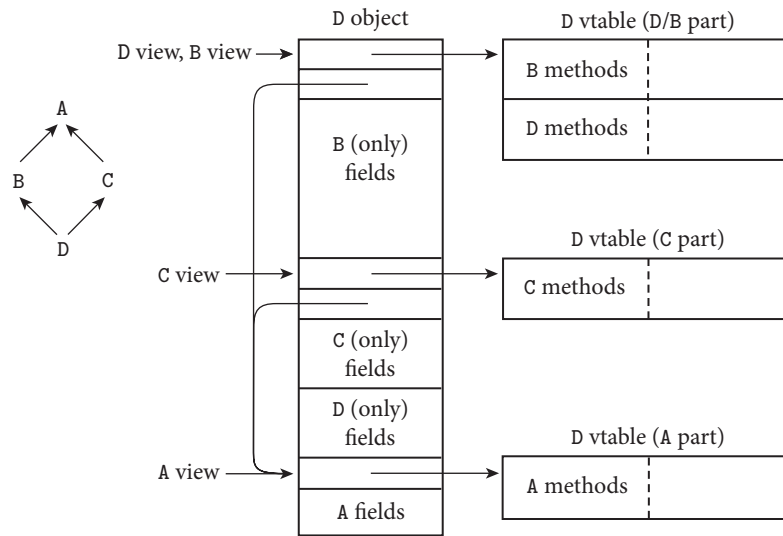 D object
D vtable (D/B part)
D view, B view
B methods
D methods
A
B (only)
fields
B
C
D
D vtable (C part)
C view
C methods
C (only)
fields
D (only)
fields
D vtable (A part)
A view
A methods
A fields